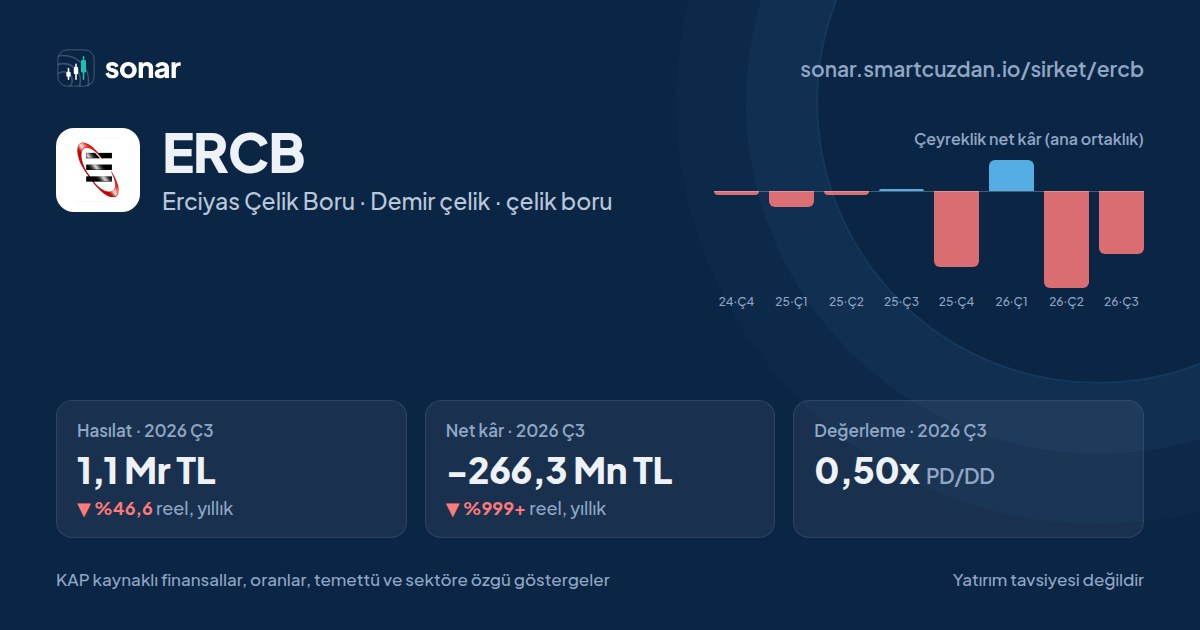 sonar
sonar.smartcuzdan.io/sirket/ercb
ERCB
Erciyas Çelik Boru · Demir çelik · çelik boru
Çeyreklik net kâr (ana ortaklık)
24·Ç4 25·Ç1 25·Ç2 25·Ç3 25·Ç4 26·Ç1 26·Ç2 26·Ç3
Hasılat · 2026 Ç3
1,1 Mr TL
▼ %46,6 reel, yıllık
Net kâr · 2026 Ç3
−266,3 Mn TL
▼ %999+ reel, yıllık
Değerleme · 2026 Ç3
0,50x PD/DD
KAP kaynaklı finansallar, oranlar, temettü ve sektöre özgü göstergeler
Yatırım tavsiyesi değildir